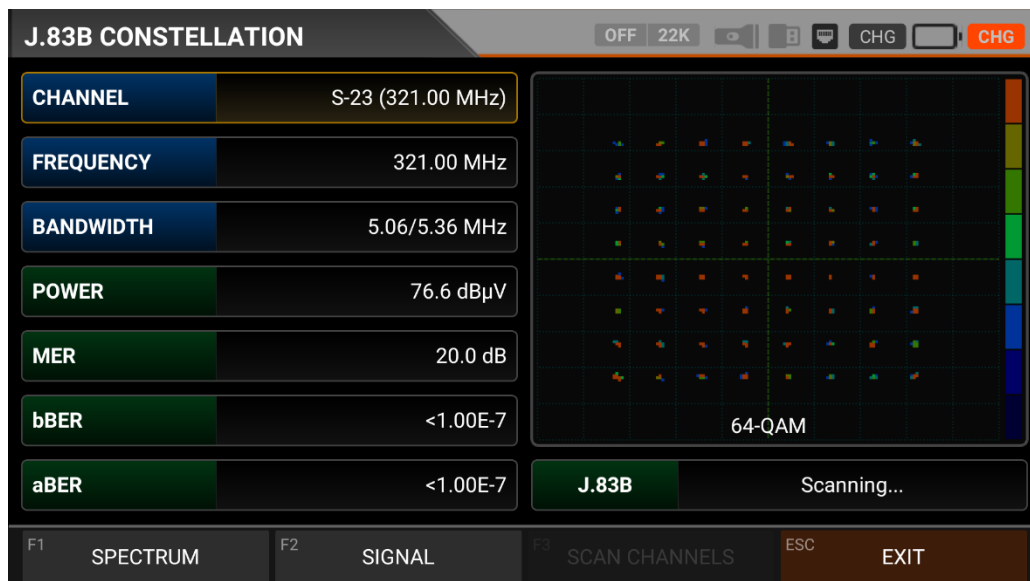 J.83B CONSTELLATION
OFF 22K CHG CHG
CHANNEL S-23 (321.00 MHz)
FREQUENCY 321.00 MHz
BANDWIDTH 5.06/5.36 MHz
POWER 76.6 dBµV
MER 20.0 dB
bBER <1.00E-7
aBER <1.00E-7
64-QAM
J.83B Scanning...
F1 SPECTRUM F2 SIGNAL F3 SCAN CHANNELS ESC EXIT